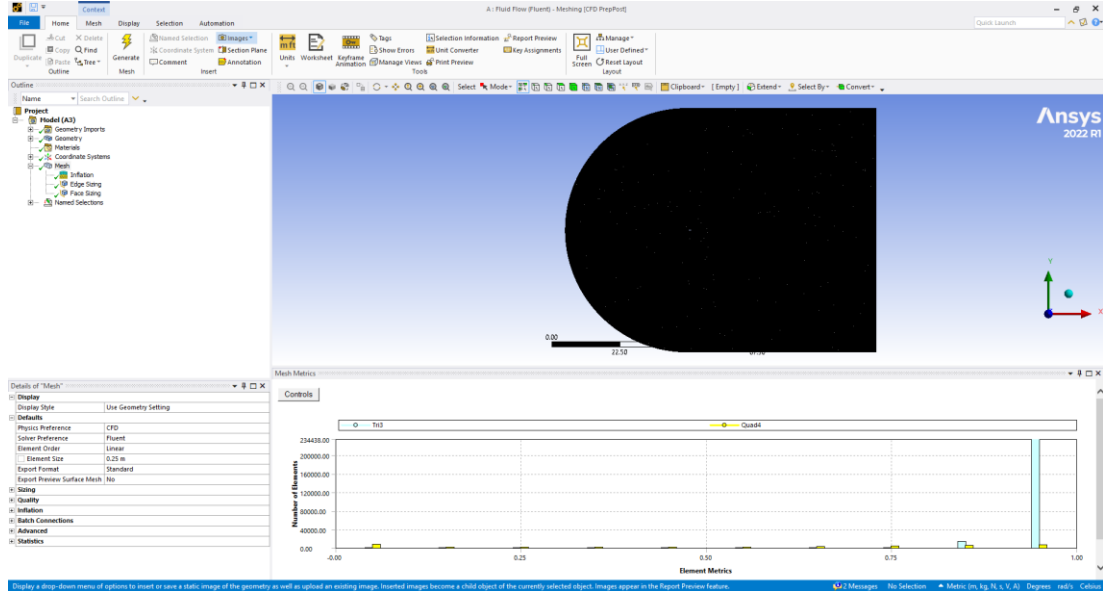 Context
A : Fluid Flow (Fluent) - Meshing [CFD PrepPost]
File Home Mesh Display Selection Automation Quick Launch
Duplicate Cut X Delete Copy Find Paste Tree Outline
Generate Mesh
Named Selection Images Coordinate System Section Plane Comment Annotation Insert
Units Worksheet Keyframe Animation Tags Show Errors Manage Views Selection Information Unit Converter Print Preview Report Preview Key Assignments Tools
Full Screen Manage User Defined Reset Layout Layout
Outline
Name Search Outline
Select Mode Clipboard [Empty] Extend Select By Convert
Project
Model (A3)
Geometry Imports
Geometry
Materials
Coordinate Systems
Mesh
Inflation
Edge Sizing
Face Sizing
Named Selections
Ansys
2022 R1
Y
X
0.00
22.50
67.50
Details of "Mesh"
Display
Display Style Use Geometry Setting
Defaults
Physics Preference CFD
Solver Preference Fluent
Element Order Linear
Element Size 0.25 m
Export Format Standard
Export Preview Surface Mesh No
Sizing
Quality
Inflation
Batch Connections
Advanced
Statistics
Mesh Metrics
Controls
Tri3 Quad4
Number of Elements
234438.00
200000.00
160000.00
120000.00
80000.00
40000.00
0.00
-0.00 0.25 0.50 0.75 1.00
Element Metrics
Display a drop-down menu of options to insert or save a static image of the geometry as well as upload an existing image. Inserted images become a child object of the currently selected object. Images appear in the Report Preview feature. 2 Messages No Selection Metric (m, kg, N, s, V, A) Degrees rad/s Celsius